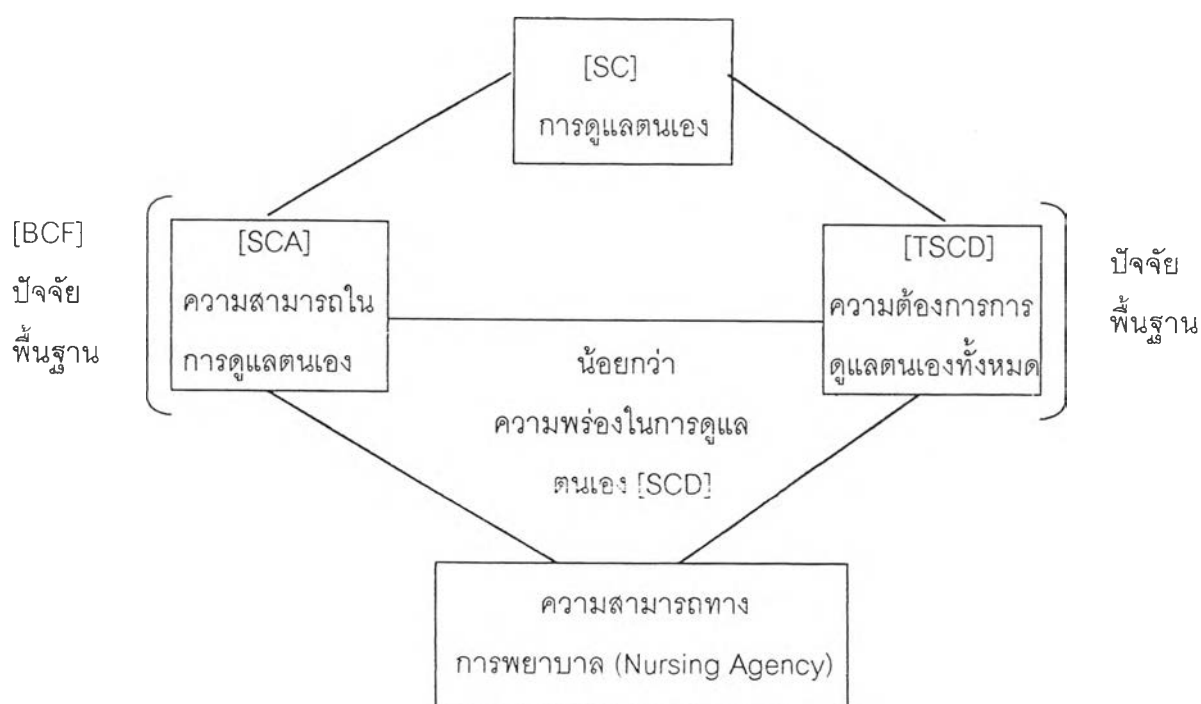 [SC]
การดูแลตนเอง
[BCF]
ปัจจัย
พื้นฐาน
[SCA]
ความสามารถใน
การดูแลตนเอง
[TSCD]
ความต้องการการ
ดูแลตนเองทั้งหมด
ปัจจัย
พื้นฐาน
น้อยกว่า
ความพร่องในการดูแล
ตนเอง [SCD]
ความสามารถทาง
การพยาบาล (Nursing Agency)